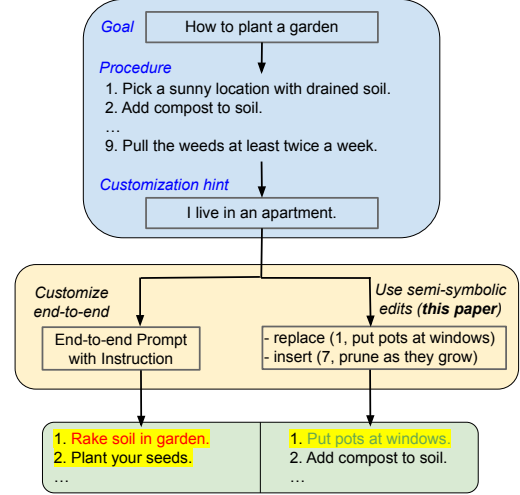 Goal
How to plant a garden
Procedure
1. Pick a sunny location with drained soil.
2. Add compost to soil.
...
9. Pull the weeds at least twice a week.
Customization hint
I live in an apartment.
Customize
end-to-end
End-to-end Prompt
with Instruction
Use semi-symbolic
edits (this paper)
- replace (1, put pots at windows)
- insert (7, prune as they grow)
1. Rake soil in garden.
2. Plant your seeds.
...
1. Put pots at windows.
2. Add compost to soil.
...